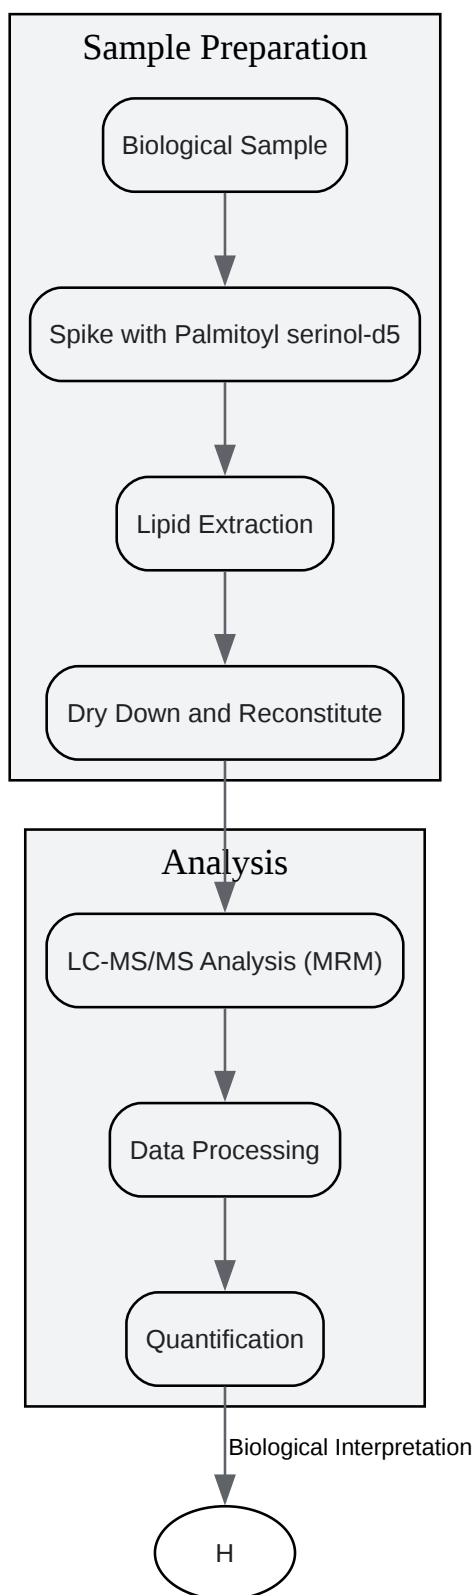 Sample Preparation
Biological Sample
Spike with Palmitoyl serinol-d5
Lipid Extraction
Dry Down and Reconstitute
Analysis
LC-MS/MS Analysis (MRM)
Data Processing
Quantification
Biological Interpretation
H